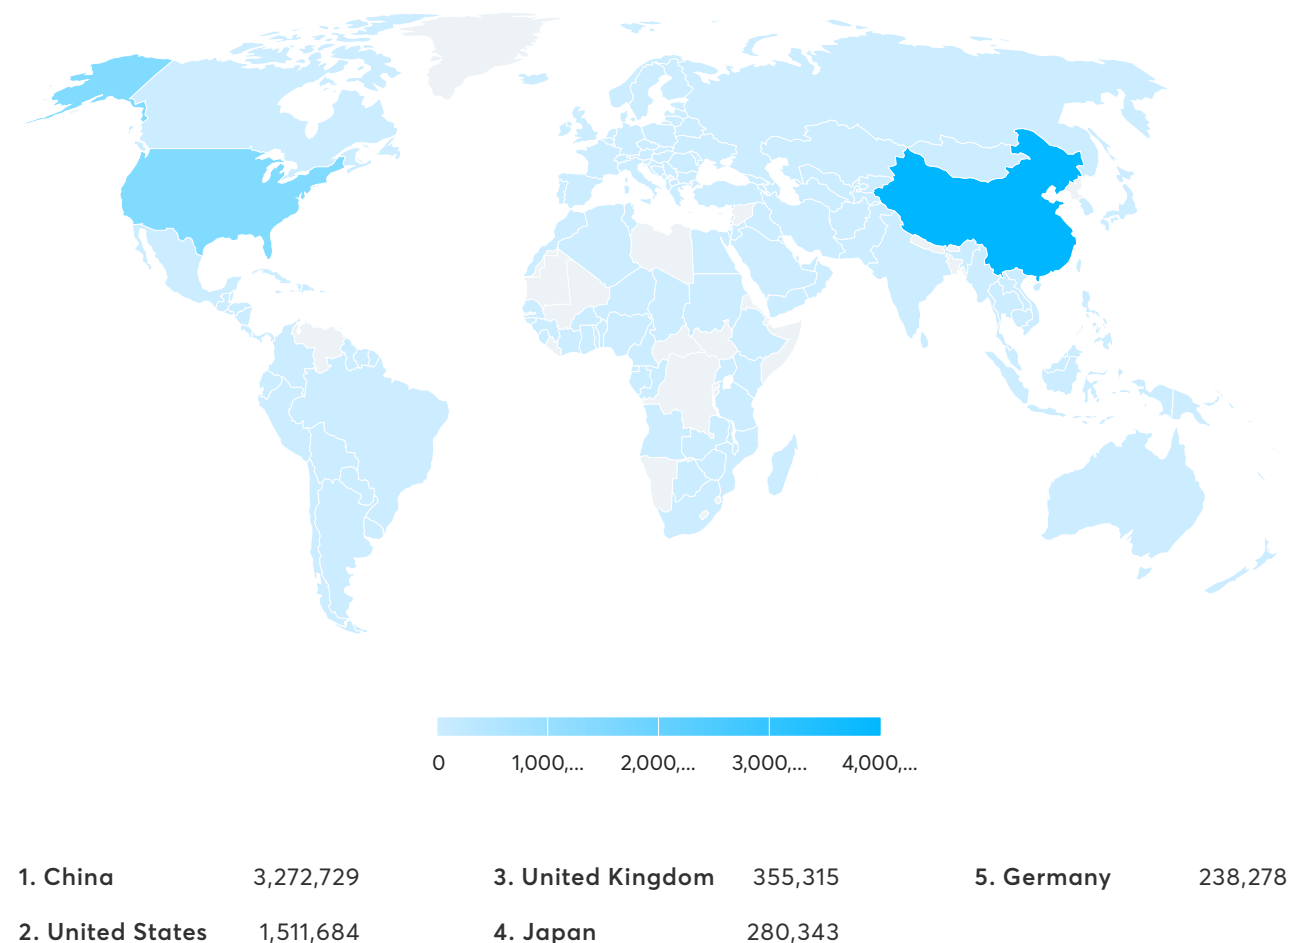 0 1,000,... 2,000,... 3,000,... 4,000,...
1. China 3,272,729
2. United States 1,511,684
3. United Kingdom 355,315
4. Japan 280,343
5. Germany 238,278